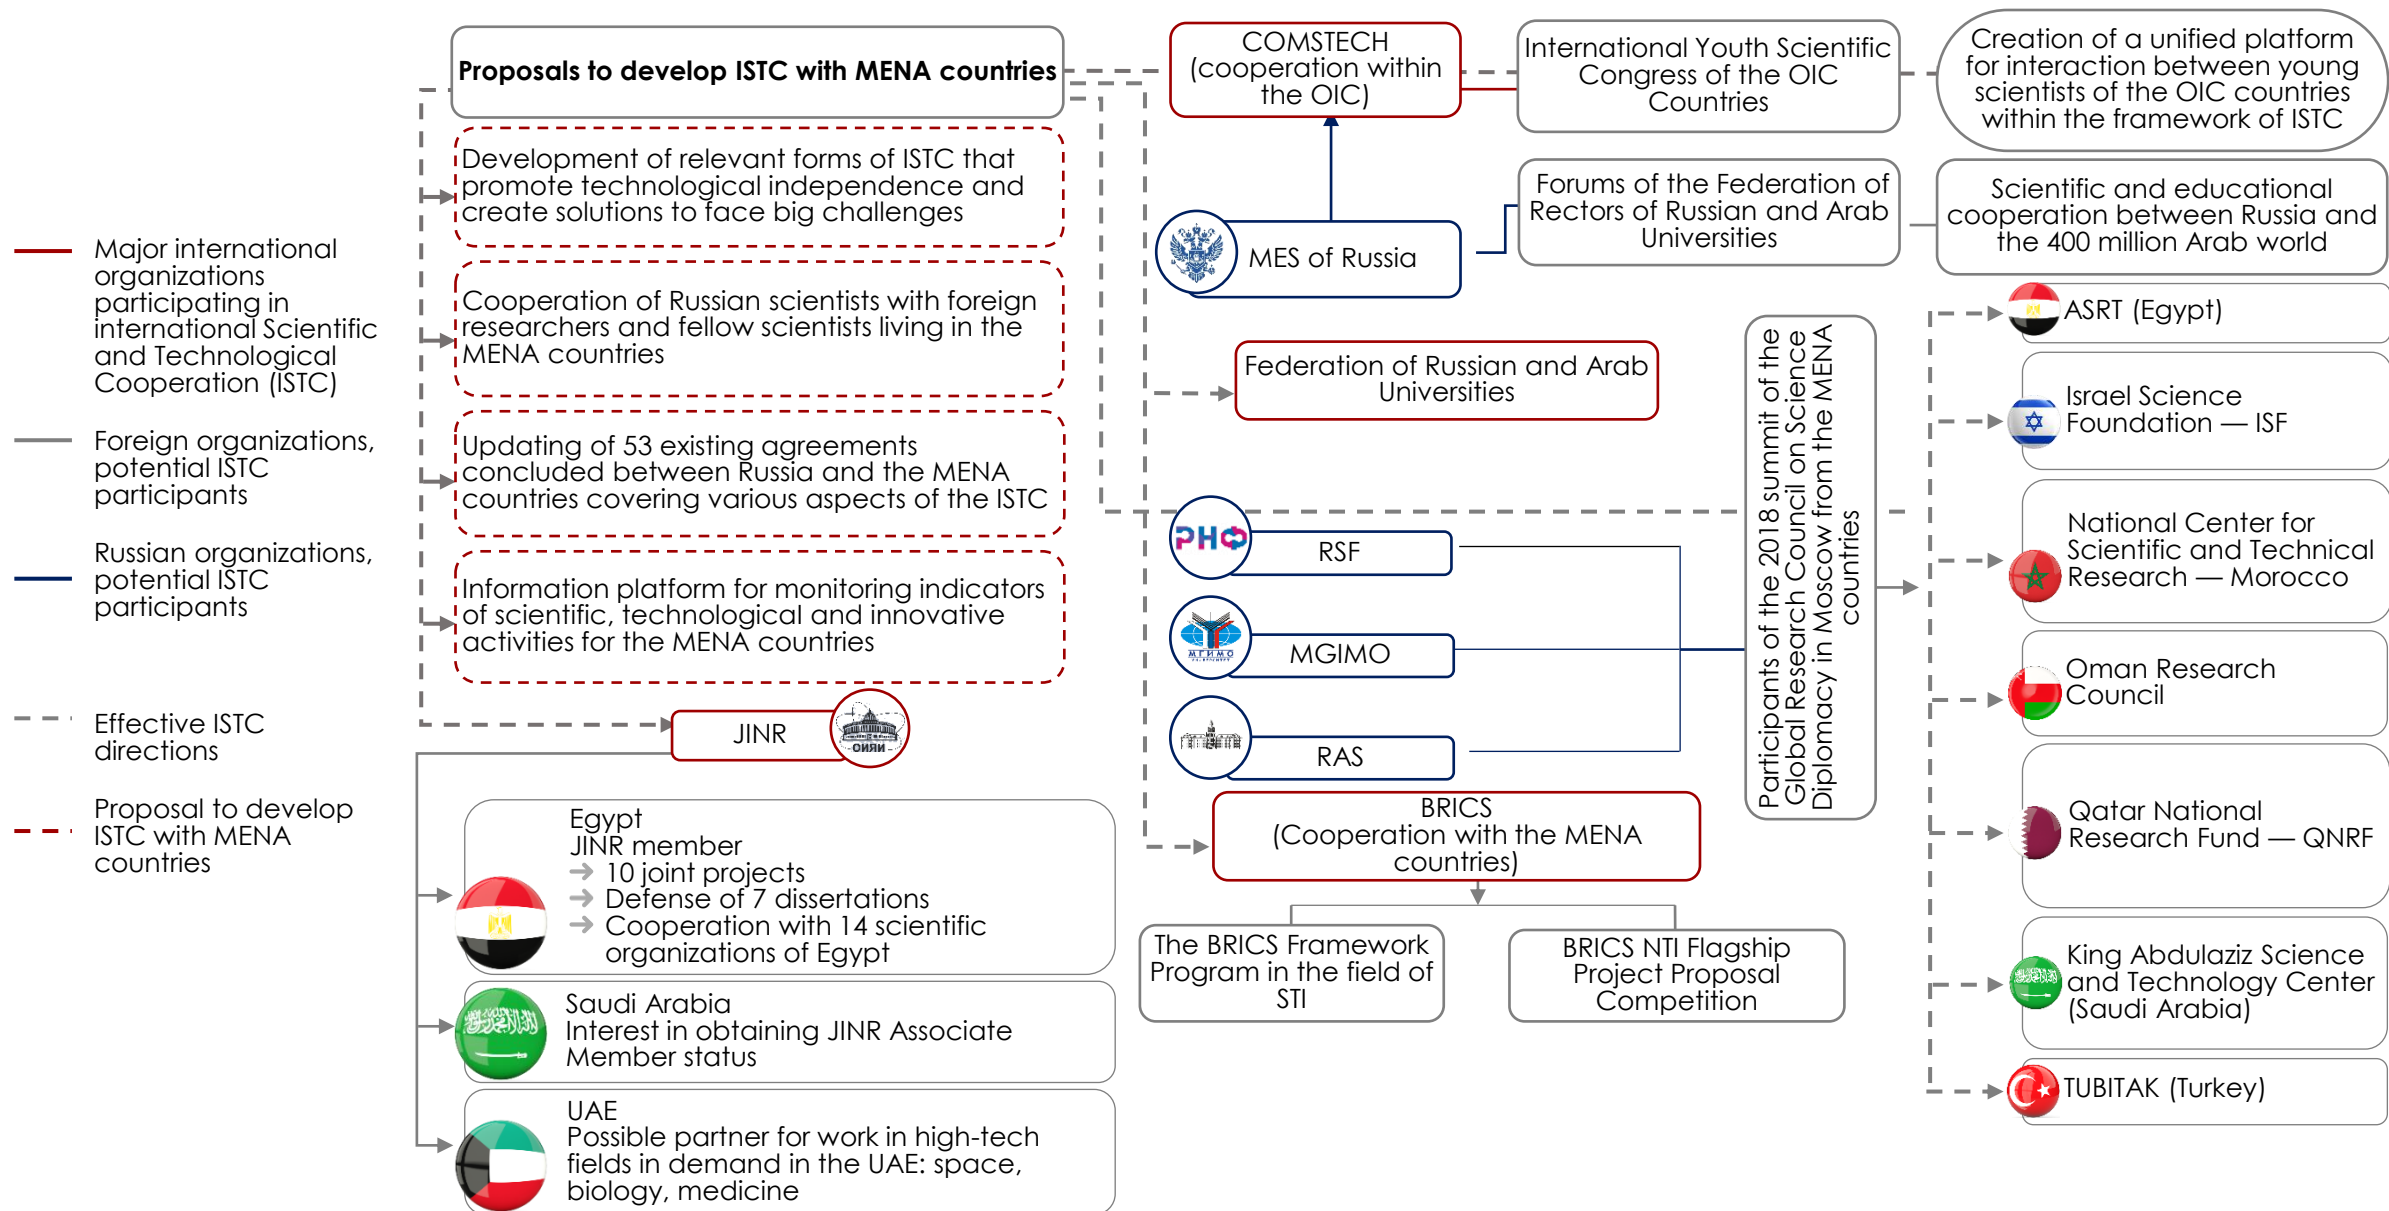 Proposals to develop ISTC with MENA countries
Development of relevant forms of ISTC that
promote technological independence and
create solutions to face big challenges
Cooperation of Russian scientists with foreign
researchers and fellow scientists living in the
MENA countries
Updating of 53 existing agreements
concluded between Russia and the MENA
countries covering various aspects of the ISTC
Information platform for monitoring indicators
of scientific, technological and innovative
activities for the MENA countries
JINR
ОИЯИ
Egypt
JINR member
➔ 10 joint projects
➔ Defense of 7 dissertations
➔ Cooperation with 14 scientific
organizations of Egypt
Saudi Arabia
Interest in obtaining JINR Associate
Member status
UAE
Possible partner for work in high-tech
fields in demand in the UAE: space,
biology, medicine
Major international
organizations
participating in
international Scientific
and Technological
Cooperation (ISTC)
Foreign organizations,
potential ISTC
participants
Russian organizations,
potential ISTC
participants
Effective ISTC
directions
Proposal to develop
ISTC with MENA
countries
COMSTECH
(cooperation within
the OIC)
International Youth Scientific
Congress of the OIC
Countries
Creation of a unified platform
for interaction between young
scientists of the OIC countries
within the framework of ISTC
MES of Russia
Forums of the Federation of
Rectors of Russian and Arab
Universities
Scientific and educational
cooperation between Russia and
the 400 million Arab world
Federation of Russian and Arab
Universities
РНФ
RSF
МГИМО
MGIMO
RAS
Participants of the 2018 summit of the
Global Research Council on Science
Diplomacy in Moscow from the MENA
countries
BRICS
(Cooperation with the MENA
countries)
The BRICS Framework
Program in the field of
STI
BRICS NTI Flagship
Project Proposal
Competition
ASRT (Egypt)
Israel Science
Foundation — ISF
National Center for
Scientific and Technical
Research — Morocco
Oman Research
Council
Qatar National
Research Fund — QNRF
King Abdulaziz Science
and Technology Center
(Saudi Arabia)
TUBITAK (Turkey)